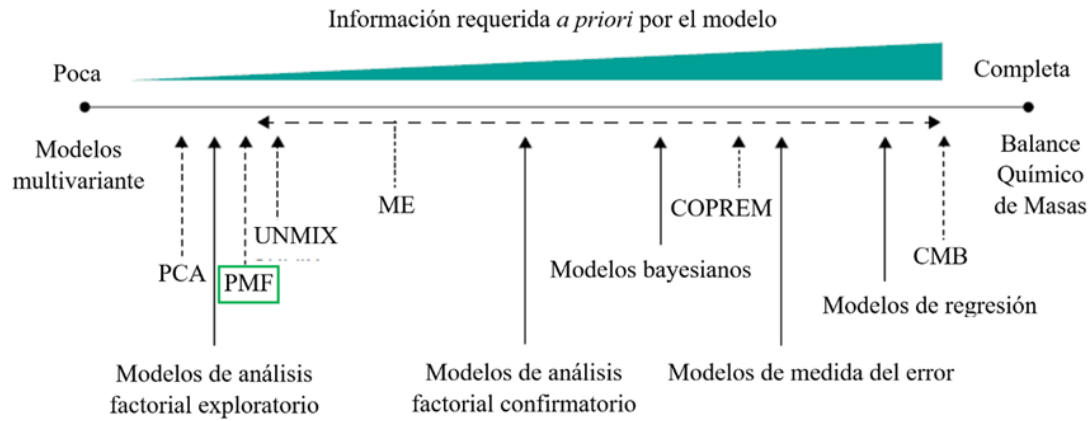 Información requerida a priori por el modelo
Poca
Completa
Modelos
multivariante
Balance
Químico
de Masas
ME
COPREM
UNMIX
CMB
PCA
PMF
Modelos bayesianos
Modelos de regresión
Modelos de análisis
factorial exploratorio
Modelos de análisis
factorial confirmatorio
Modelos de medida del error